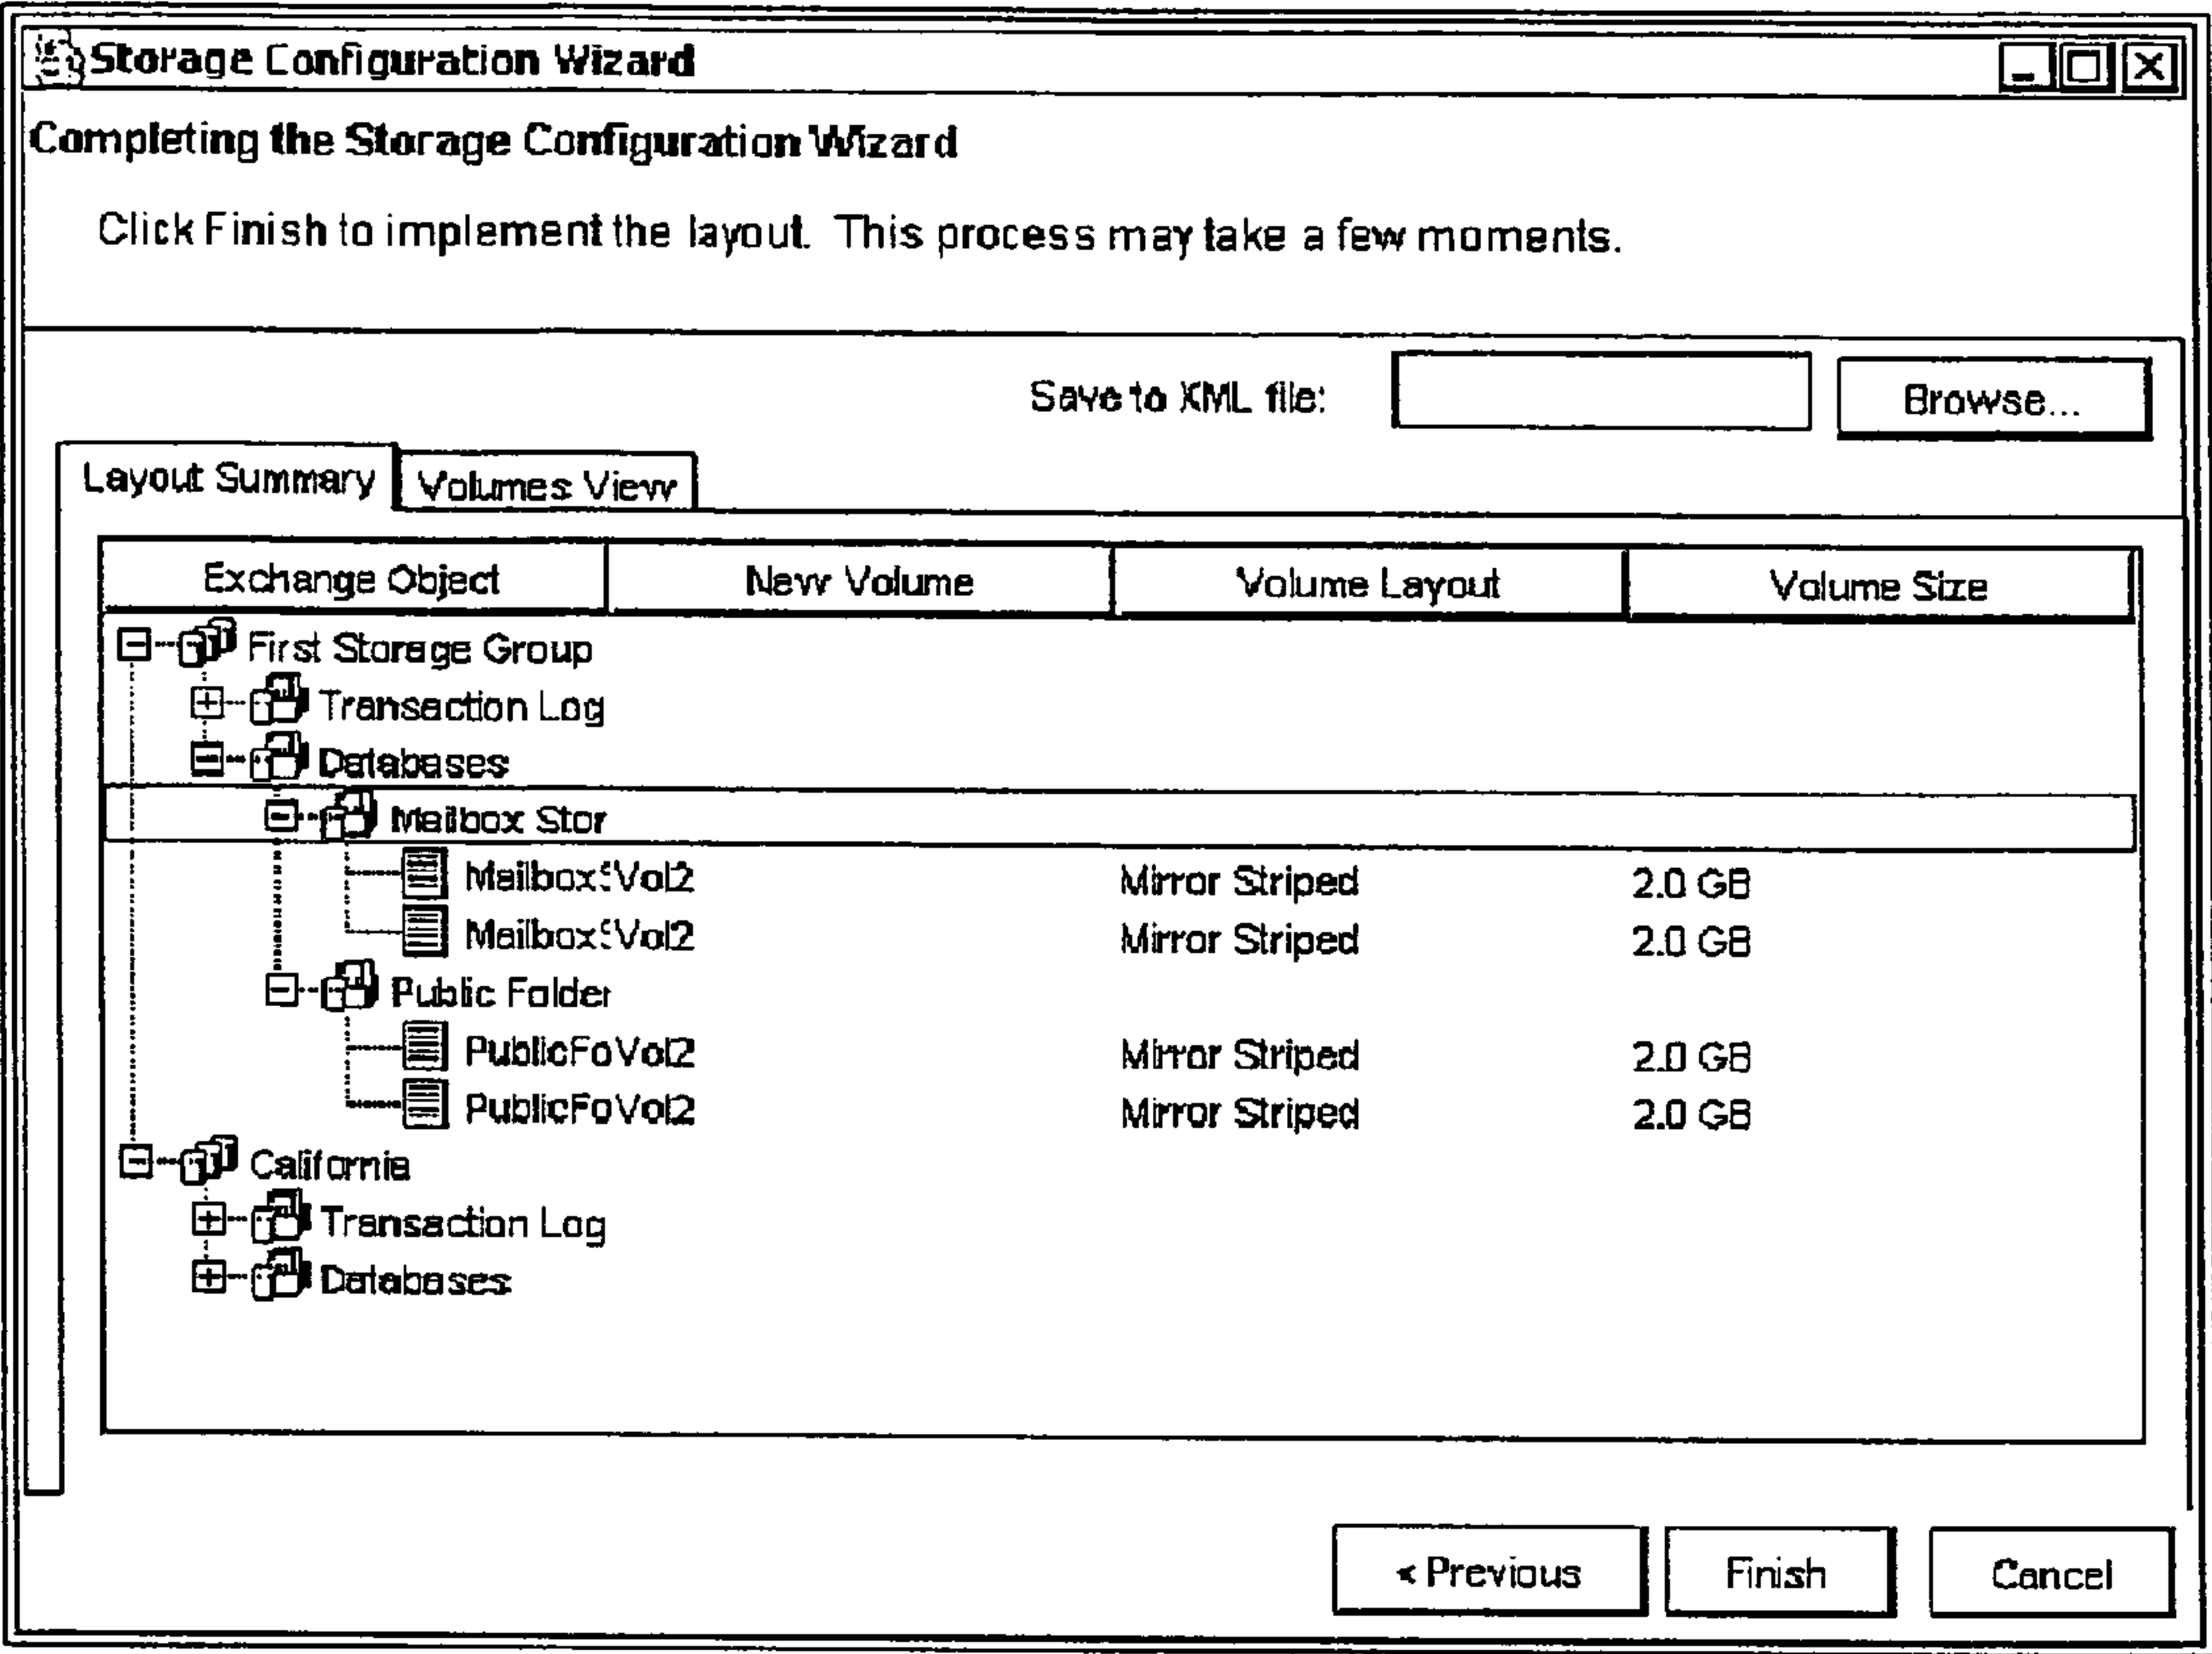 Storage Configuration Wizard
Completing the Storage Configuration Wizard
Click Finish to implement the layout. This process may take a few moments.
Save to XML file: Browse...
Layout Summary Volumes View
Exchange Object New Volume Volume Layout Volume Size
First Storage Group
Transaction Log
Databases
Mailbox Stor
MailboxSVol2 Mirror Striped 2.0 GB
MailboxSVol2 Mirror Striped 2.0 GB
Public Folder
PublicFoVol2 Mirror Striped 2.0 GB
PublicFoVol2 Mirror Striped 2.0 GB
California
Transaction Log
Databases
< Previous Finish Cancel